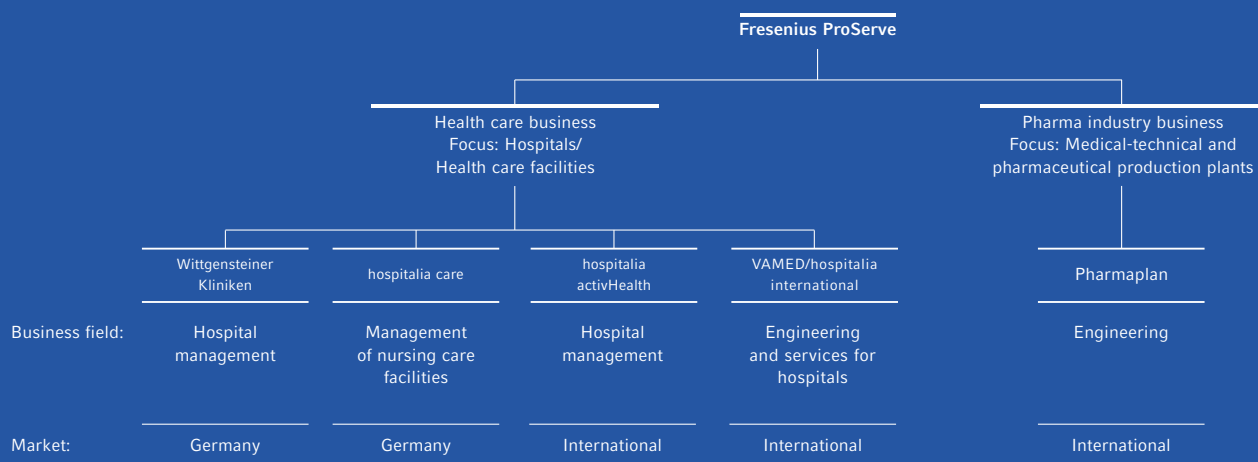 Fresenius ProServe
Health care business
Focus: Hospitals/
Health care facilities
Pharma industry business
Focus: Medical-technical and
pharmaceutical production plants
Wittgensteiner
Kliniken
hospitalia care
hospitalia
activHealth
VAMED/hospitalia
international
Pharmaplan
Business field:
Hospital
management
Management
of nursing care
facilities
Hospital
management
Engineering
and services for
hospitals
Engineering
Market:
Germany
Germany
International
International
International